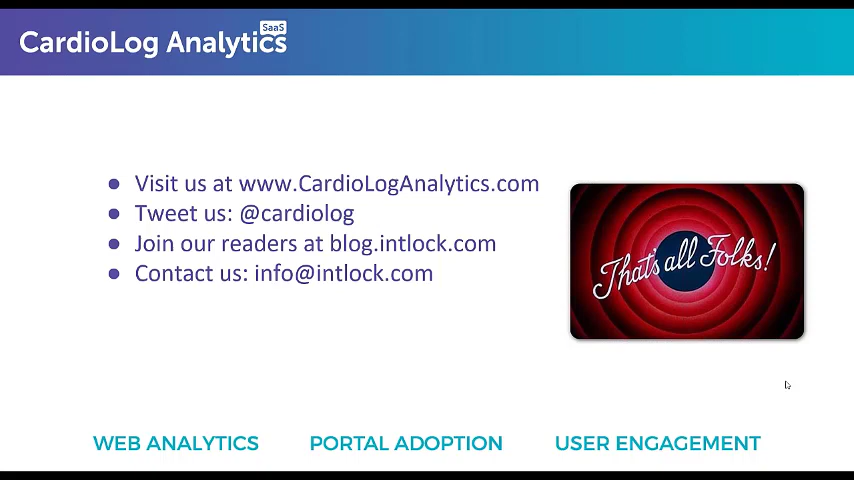 CardioLog Analytics SaaS
● Visit us at www.CardioLogAnalytics.com
● Tweet us: @cardiolog
● Join our readers at blog.intlock.com
● Contact us: info@intlock.com
That's all Folks!
WEB ANALYTICS PORTAL ADOPTION USER ENGAGEMENT